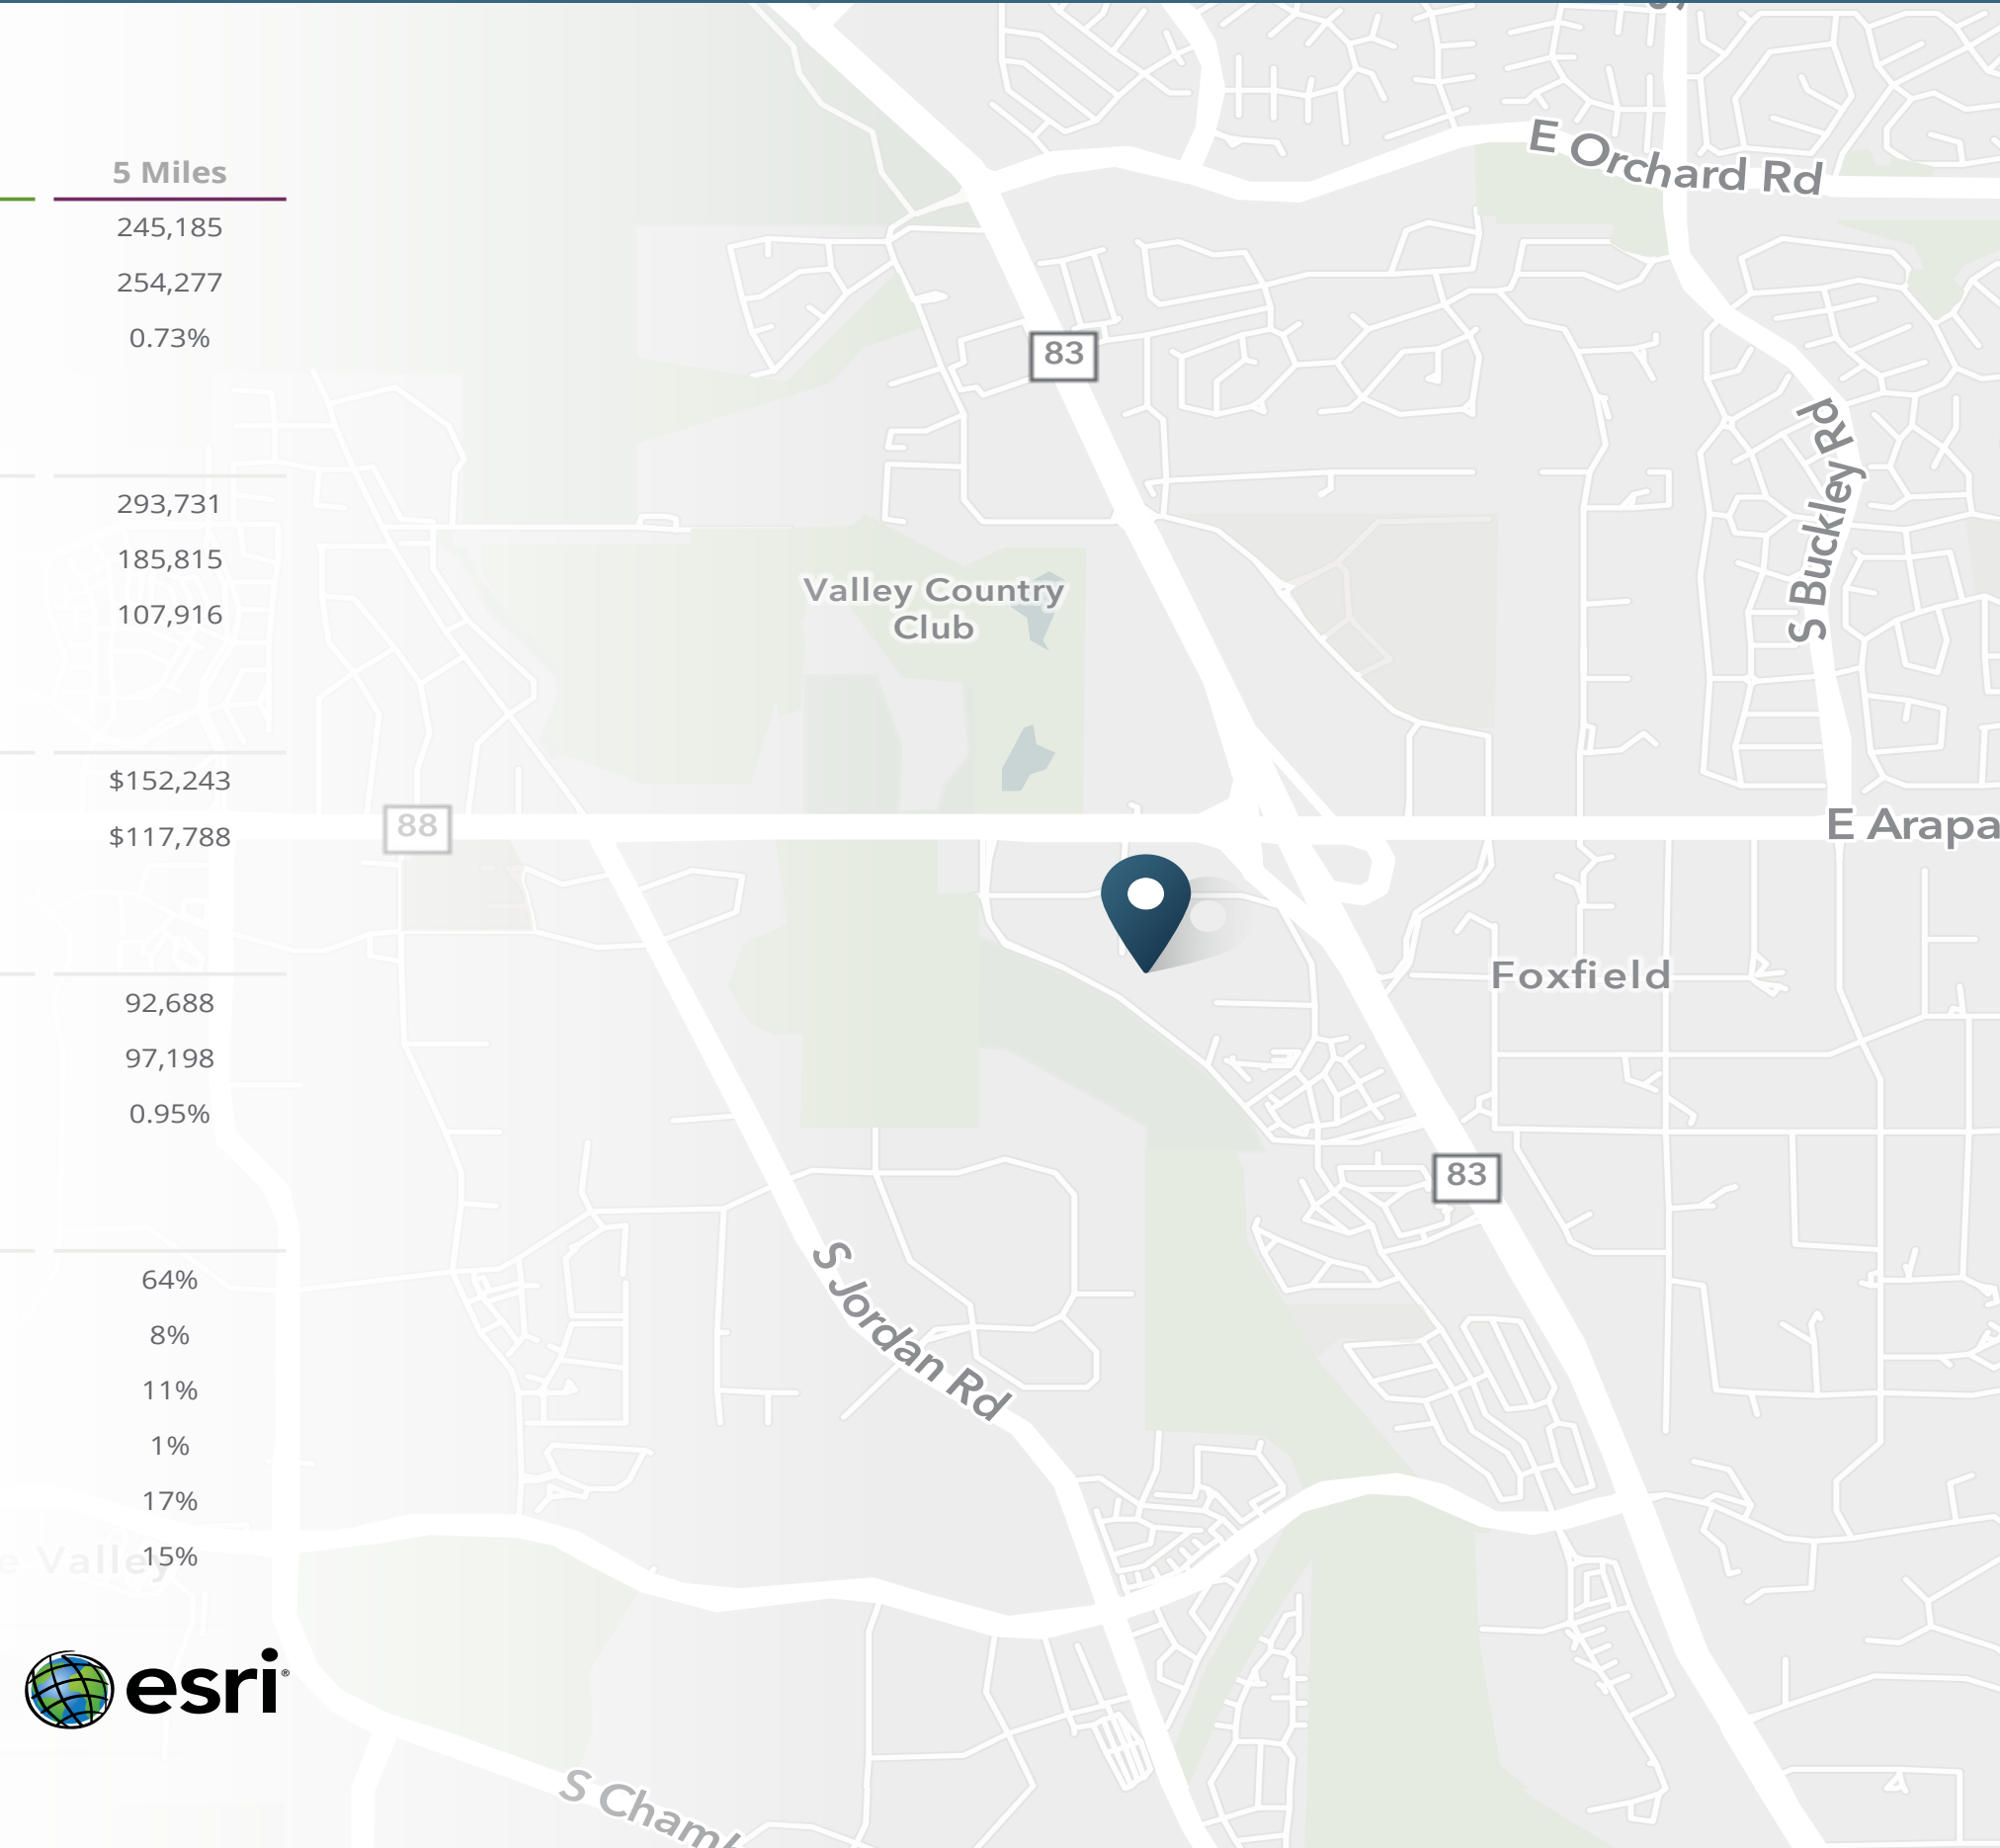 5 Miles
245,185
254,277
0.73%
293,731
185,815
107,916
$152,243
$117,788
92,688
97,198
0.95%
64%
8%
11%
1%
17%
15%
e Valley
esri®
E Orchard Rd
83
S Buckley Rd
Valley Country
Club
88
E Arapa
Foxfield
83
S Jordan Rd
S Chamb